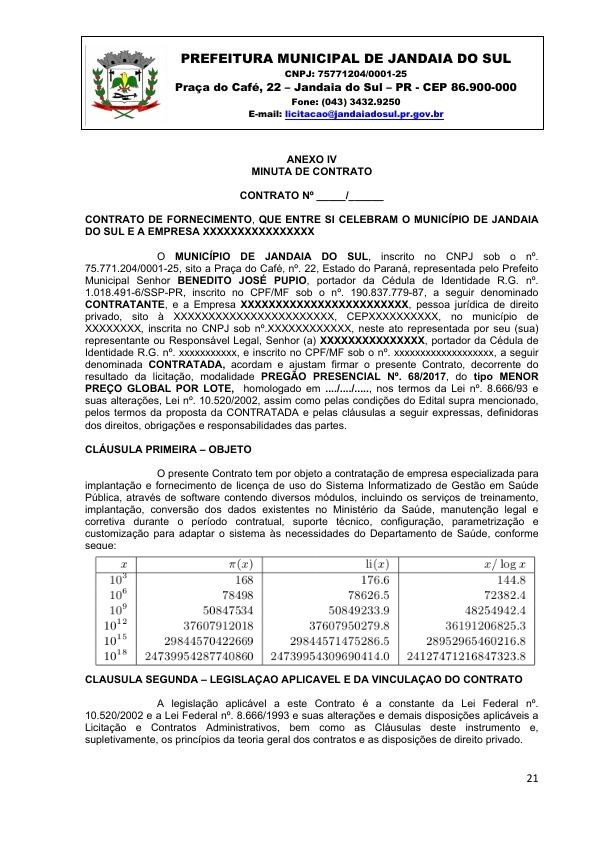 PREFEITURA MUNICIPAL DE JANDAIA DO SUL
CNPJ: 75771204/0001-25
Praça do Café, 22 – Jandaia do Sul – PR - CEP 86.900-000
Fone: (043) 3432.9250
E-mail: licitacao@jandaiadosul.pr.gov.br
ANEXO IV
MINUTA DE CONTRATO
CONTRATO Nº _____/______
CONTRATO DE FORNECIMENTO, QUE ENTRE SI CELEBRAM O MUNICÍPIO DE JANDAIA
DO SUL E A EMPRESA XXXXXXXXXXXXXXXX
O MUNICÍPIO DE JANDAIA DO SUL, inscrito no CNPJ sob o nº.
75.771.204/0001-25, sito a Praça do Café, nº. 22, Estado do Paraná, representada pelo Prefeito
Municipal Senhor BENEDITO JOSÉ PUPIO, portador da Cédula de Identidade R.G. nº.
1.018.491-6/SSP-PR, inscrito no CPF/MF sob o nº. 190.837.779-87, a seguir denominado
CONTRATANTE, e a Empresa XXXXXXXXXXXXXXXXXXXXXXXX, pessoa jurídica de direito
privado, sito à XXXXXXXXXXXXXXXXXXXXXXXX, CEPXXXXXXXXXX, no município de
XXXXXXXX, inscrita no CNPJ sob nº.XXXXXXXXXXXX, neste ato representada por seu (sua)
representante ou Responsável Legal, Senhor (a) XXXXXXXXXXXXXXX, portador da Cédula de
Identidade R.G. nº. xxxxxxxxxxx, e inscrito no CPF/MF sob o nº. xxxxxxxxxxxxxxxxxxx, a seguir
denominada CONTRATADA, acordam e ajustam firmar o presente Contrato, decorrente do
resultado da licitação, modalidade PREGÃO PRESENCIAL Nº. 68/2017, do tipo MENOR
PREÇO GLOBAL POR LOTE, homologado em ..../..../....., nos termos da Lei nº. 8.666/93 e
suas alterações, Lei nº. 10.520/2002, assim como pelas condições do Edital supra mencionado,
pelos termos da proposta da CONTRATADA e pelas cláusulas a seguir expressas, definidoras
dos direitos, obrigações e responsabilidades das partes.
CLÁUSULA PRIMEIRA – OBJETO
O presente Contrato tem por objeto a contratação de empresa especializada para
implantação e fornecimento de licença de uso do Sistema Informatizado de Gestão em Saúde
Pública, através de software contendo diversos módulos, incluindo os serviços de treinamento,
implantação, conversão dos dados existentes no Ministério da Saúde, manutenção legal e
corretiva durante o período contratual, suporte técnico, configuração, parametrização e
customização para adaptar o sistema às necessidades do Departamento de Saúde, conforme
segue:
x π(x) li(x) x/ log x
10³ 168 176.6 144.8
10⁶ 78498 78626.5 72382.4
10⁹ 50847534 50849233.9 48254942.4
10¹² 37607912018 37607950279.8 36191206825.3
10¹⁵ 29844570422669 29844571475286.5 28952965460216.8
10¹⁸ 24739954287740860 24739954309690414.0 24127471216847323.8
CLAUSULA SEGUNDA – LEGISLAÇAO APLICAVEL E DA VINCULAÇAO DO CONTRATO
A legislação aplicável a este Contrato é a constante da Lei Federal nº.
10.520/2002 e a Lei Federal nº. 8.666/1993 e suas alterações e demais disposições aplicáveis a
Licitação e Contratos Administrativos, bem como as Cláusulas deste instrumento e,
supletivamente, os princípios da teoria geral dos contratos e as disposições de direito privado.
21